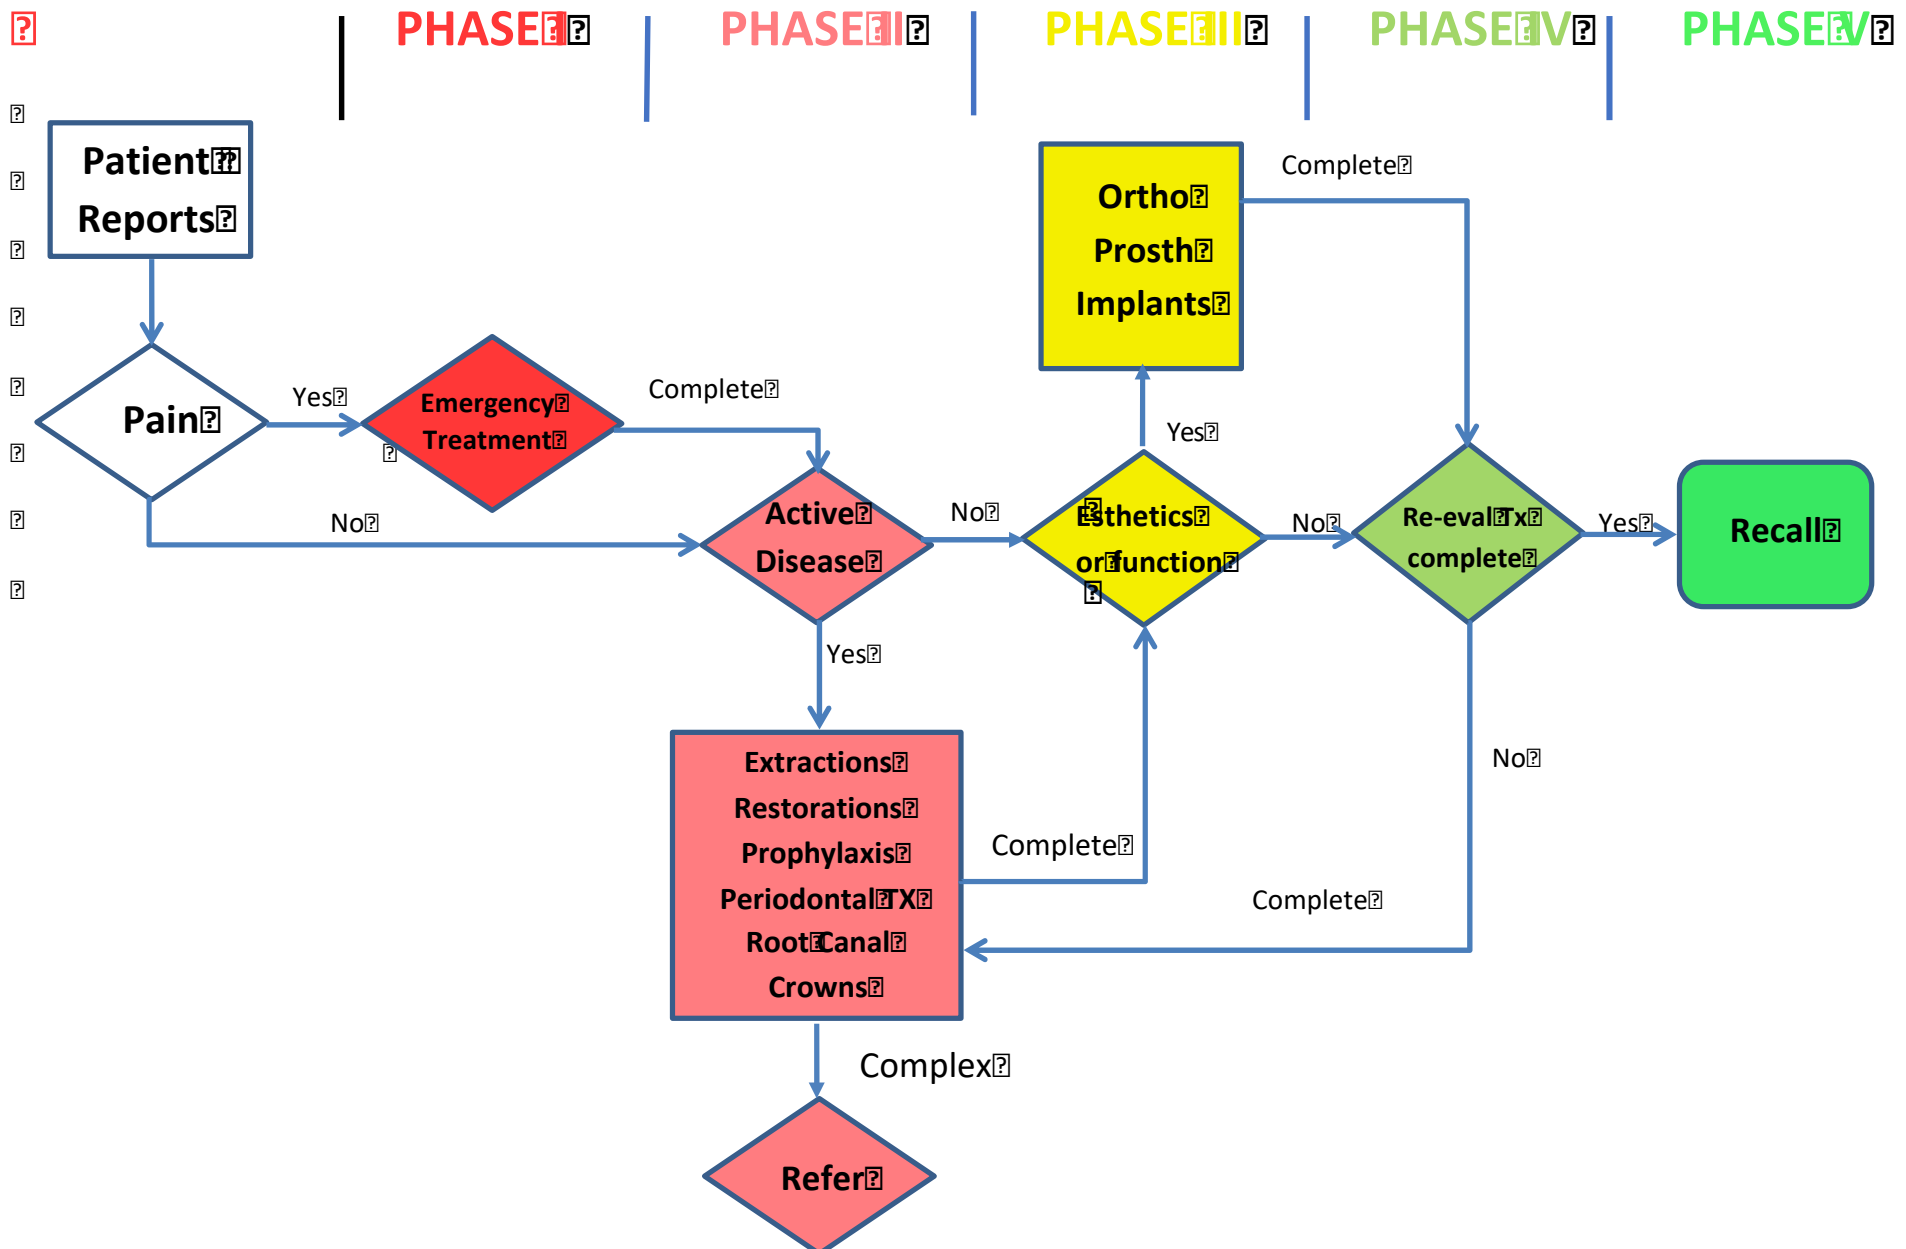 PHASE I
PHASE II
PHASE III
PHASE IV
PHASE V
Patient
Reports
Pain
Yes
No
Emergency
Treatment
Complete
Active
Disease
No
Yes
Extractions
Restorations
Prophylaxis
Periodontal TX
Root Canal
Crowns
Complex
Refer
Complete
Esthetics
or function
Yes
No
Ortho
Prosth
Implants
Complete
Re-eval Tx
complete
Yes
No
Complete
Recall